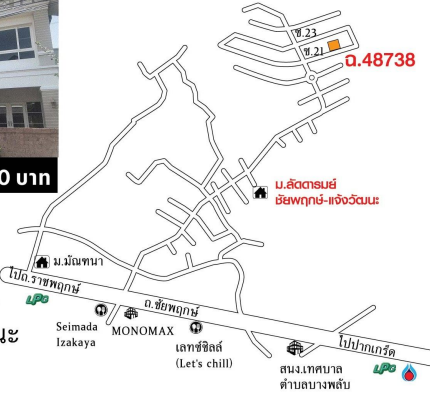 ซ.23
ซ.21
ฉ.48738
0 บาท
ม.ลัดดารมย์
ชัยพฤกษ์-แจ้งวัฒนะ
ม.มัณฑนา
ไปถ.ราชพฤกษ์
LPG
ถ.ชัยพฤกษ์
นะ
Seimada
Izakaya
MONOMAX
เลทซ์ชิลล์
(Let's chill)
ไปปากเกร็ด
สนง.เทศบาล
ตำบลบางพลับ
LPG